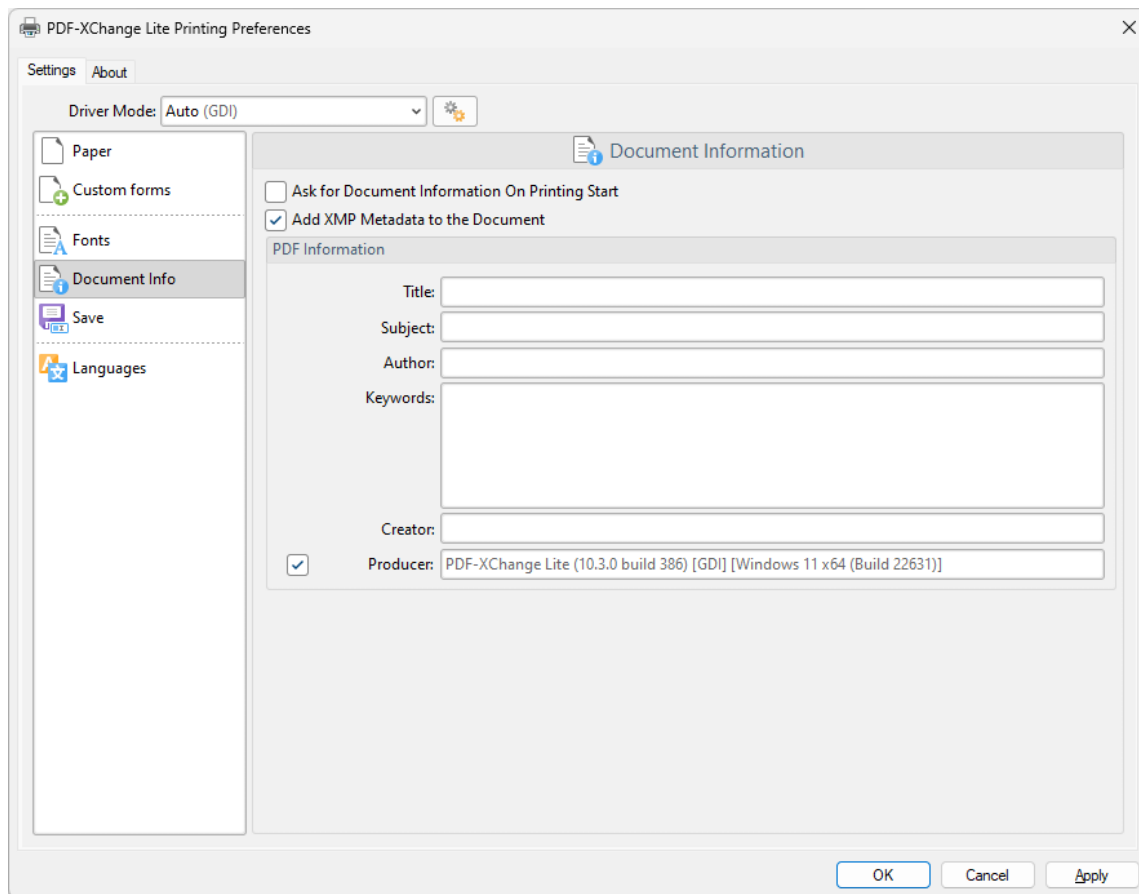 PDF-XChange Lite Printing Preferences
Settings About
Driver Mode: Auto (GDI)
Paper
Custom forms
Fonts
Document Info
Save
Languages
Document Information
Ask for Document Information On Printing Start
Add XMP Metadata to the Document
PDF Information
Title:
Subject:
Author:
Keywords:
Creator:
Producer: PDF-XChange Lite (10.3.0 build 386) [GDI] [Windows 11 x64 (Build 22631)]
OK Cancel Apply